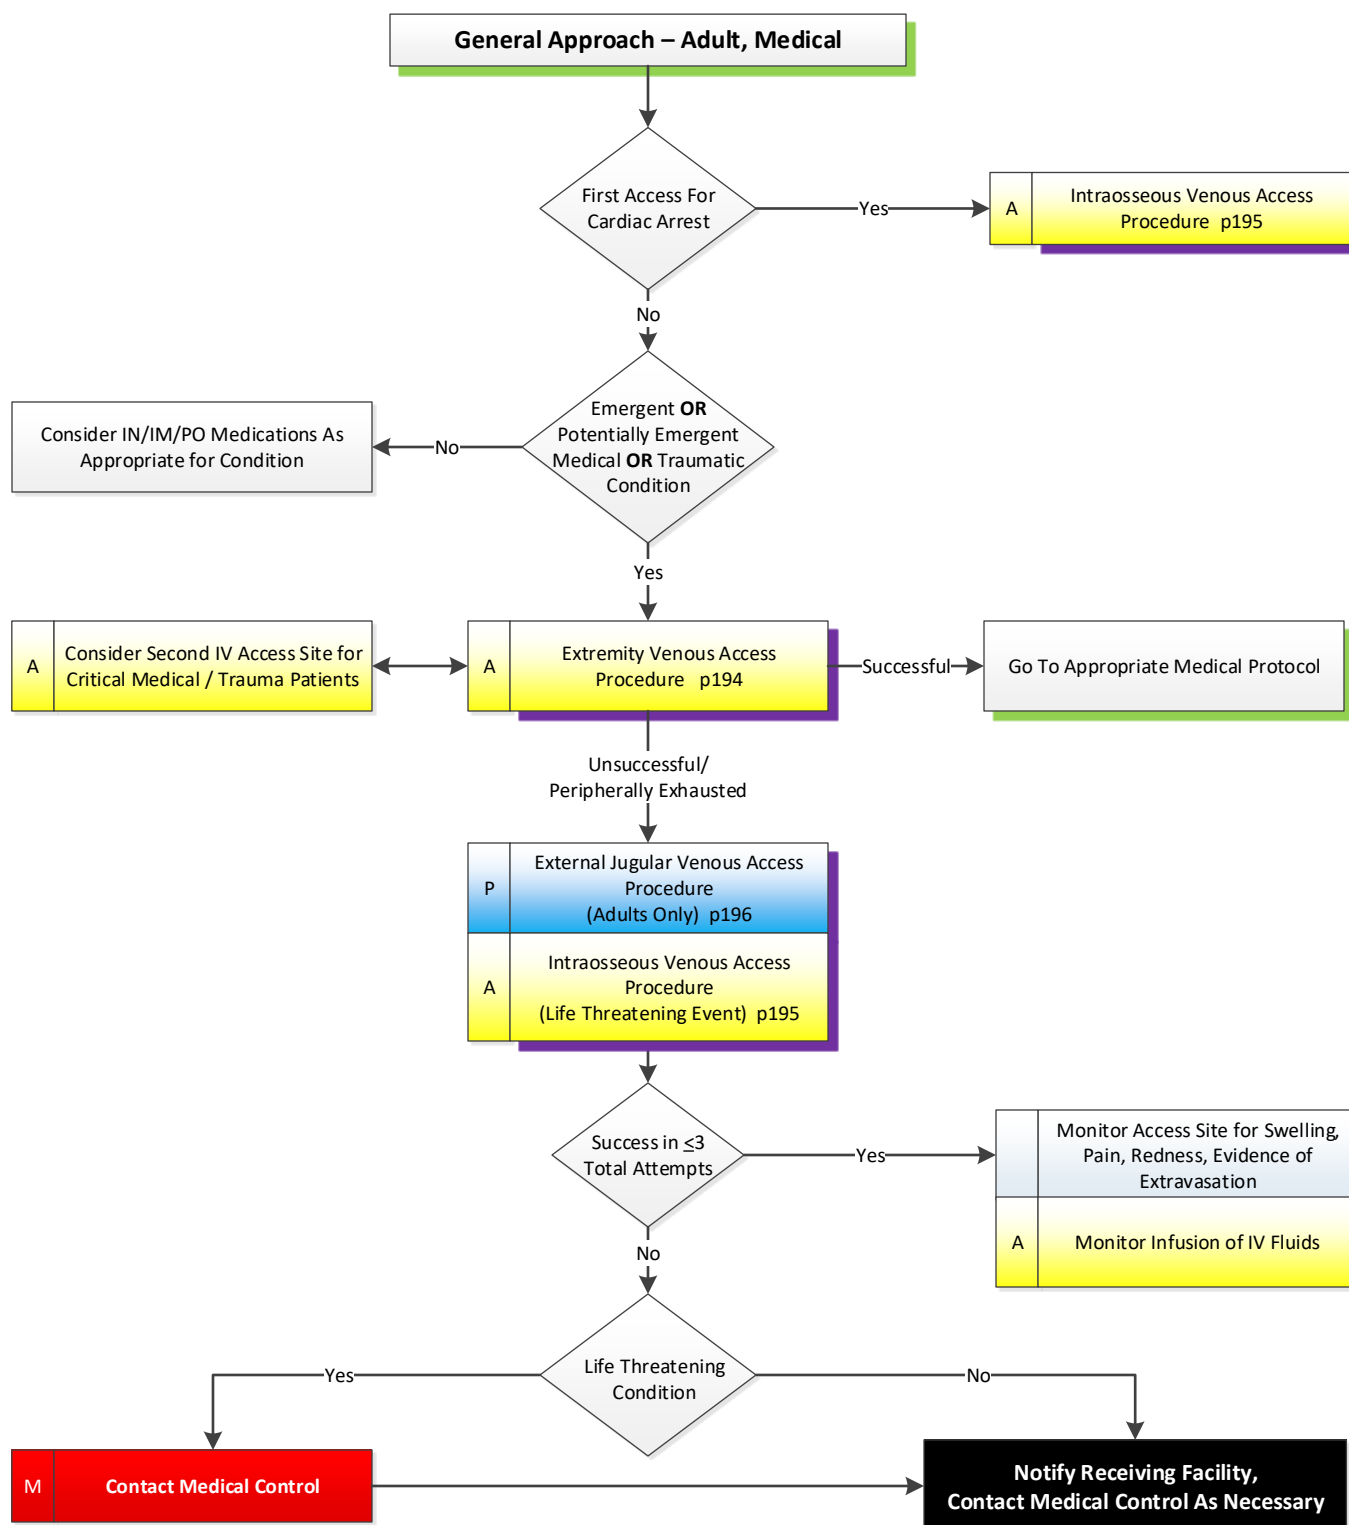 General Approach – Adult, Medical
First Access For
Cardiac Arrest
Yes
A
Intraosseous Venous Access
Procedure p195
No
Emergent OR
Potentially Emergent
Medical OR Traumatic
Condition
No
Consider IN/IM/PO Medications As
Appropriate for Condition
Yes
A
Consider Second IV Access Site for
Critical Medical / Trauma Patients
A
Extremity Venous Access
Procedure p194
Successful
Go To Appropriate Medical Protocol
Unsuccessful/
Peripherally Exhausted
P
External Jugular Venous Access
Procedure
(Adults Only) p196
A
Intraosseous Venous Access
Procedure
(Life Threatening Event) p195
Success in ≤3
Total Attempts
Yes
Monitor Access Site for Swelling,
Pain, Redness, Evidence of
Extravasation
A
Monitor Infusion of IV Fluids
No
Life Threatening
Condition
Yes
No
M
Contact Medical Control
Notify Receiving Facility,
Contact Medical Control As Necessary